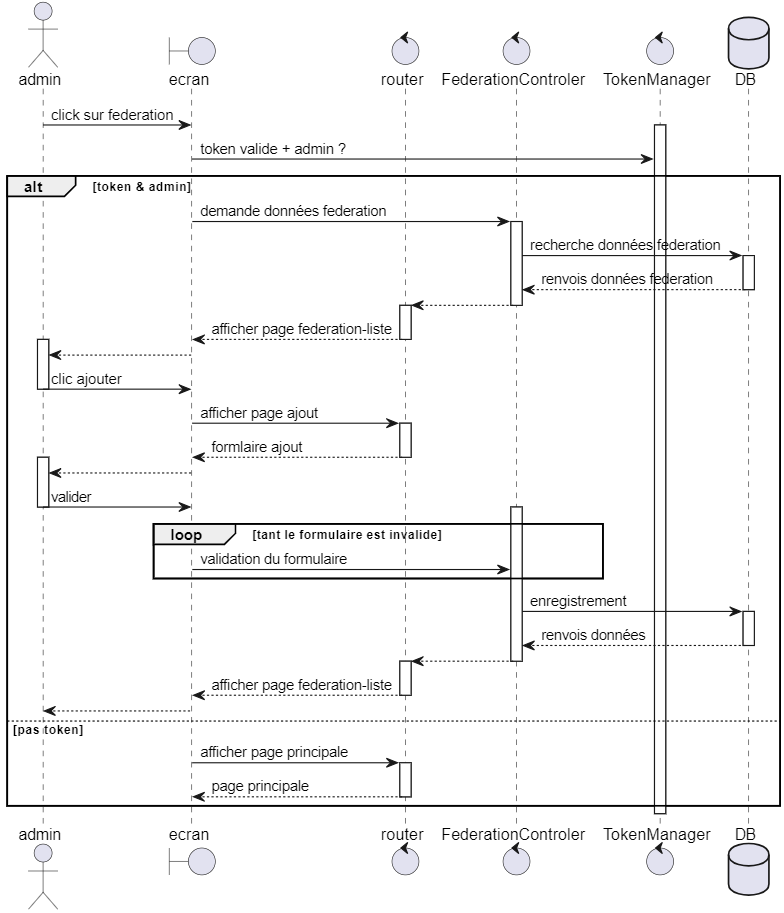 admin ecran router FederationControler TokenManager DB
click sur federation
token valide + admin ?
alt [token & admin]
demande données federation
recherche données federation
renvois données federation
afficher page federation-liste
clic ajouter
afficher page ajout
formlaire ajout
valider
loop [tant le formulaire est invalide]
validation du formulaire
enregistrement
renvois données
afficher page federation-liste
[pas token]
afficher page principale
page principale
admin ecran router FederationControler TokenManager DB